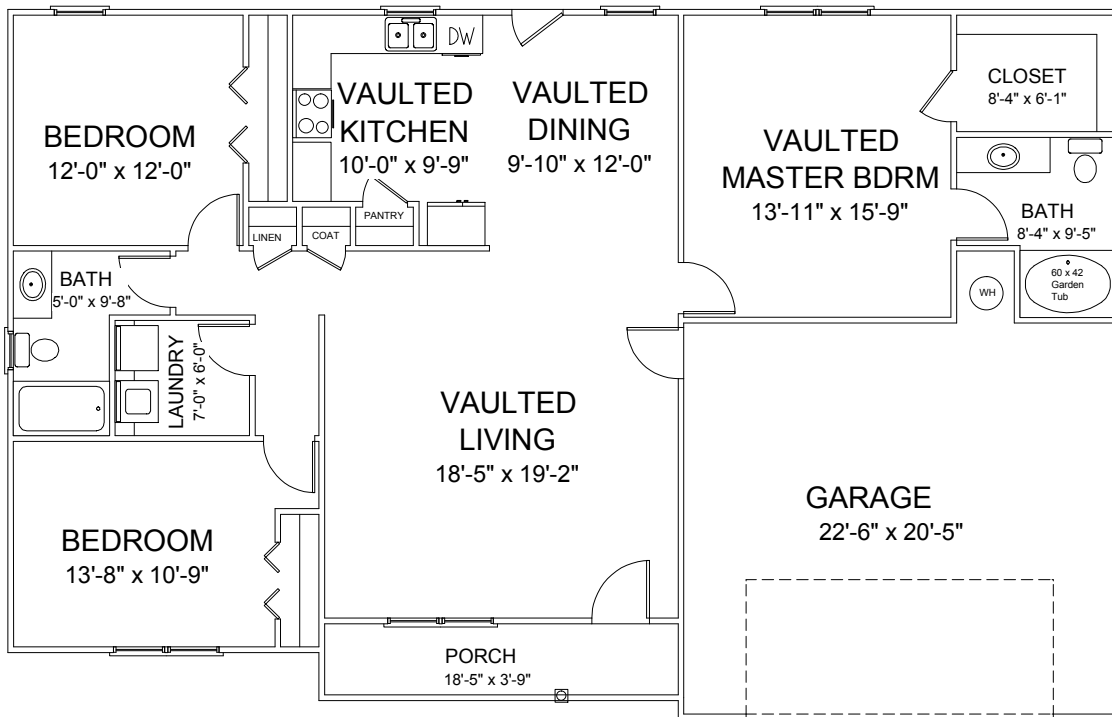 BEDROOM
12'-0" x 12'-0"
VAULTED
KITCHEN
10'-0" x 9'-9"
DW
VAULTED
DINING
9'-10" x 12'-0"
VAULTED
MASTER BDRM
13'-11" x 15'-9"
CLOSET
8'-4" x 6'-1"
BATH
8'-4" x 9'-5"
LINEN
COAT
PANTRY
BATH
5'-0" x 9'-8"
WH
60 x 42
Garden
Tub
LAUNDRY
7'-0" x 6'-0"
VAULTED
LIVING
18'-5" x 19'-2"
GARAGE
22'-6" x 20'-5"
BEDROOM
13'-8" x 10'-9"
PORCH
18'-5" x 3'-9"